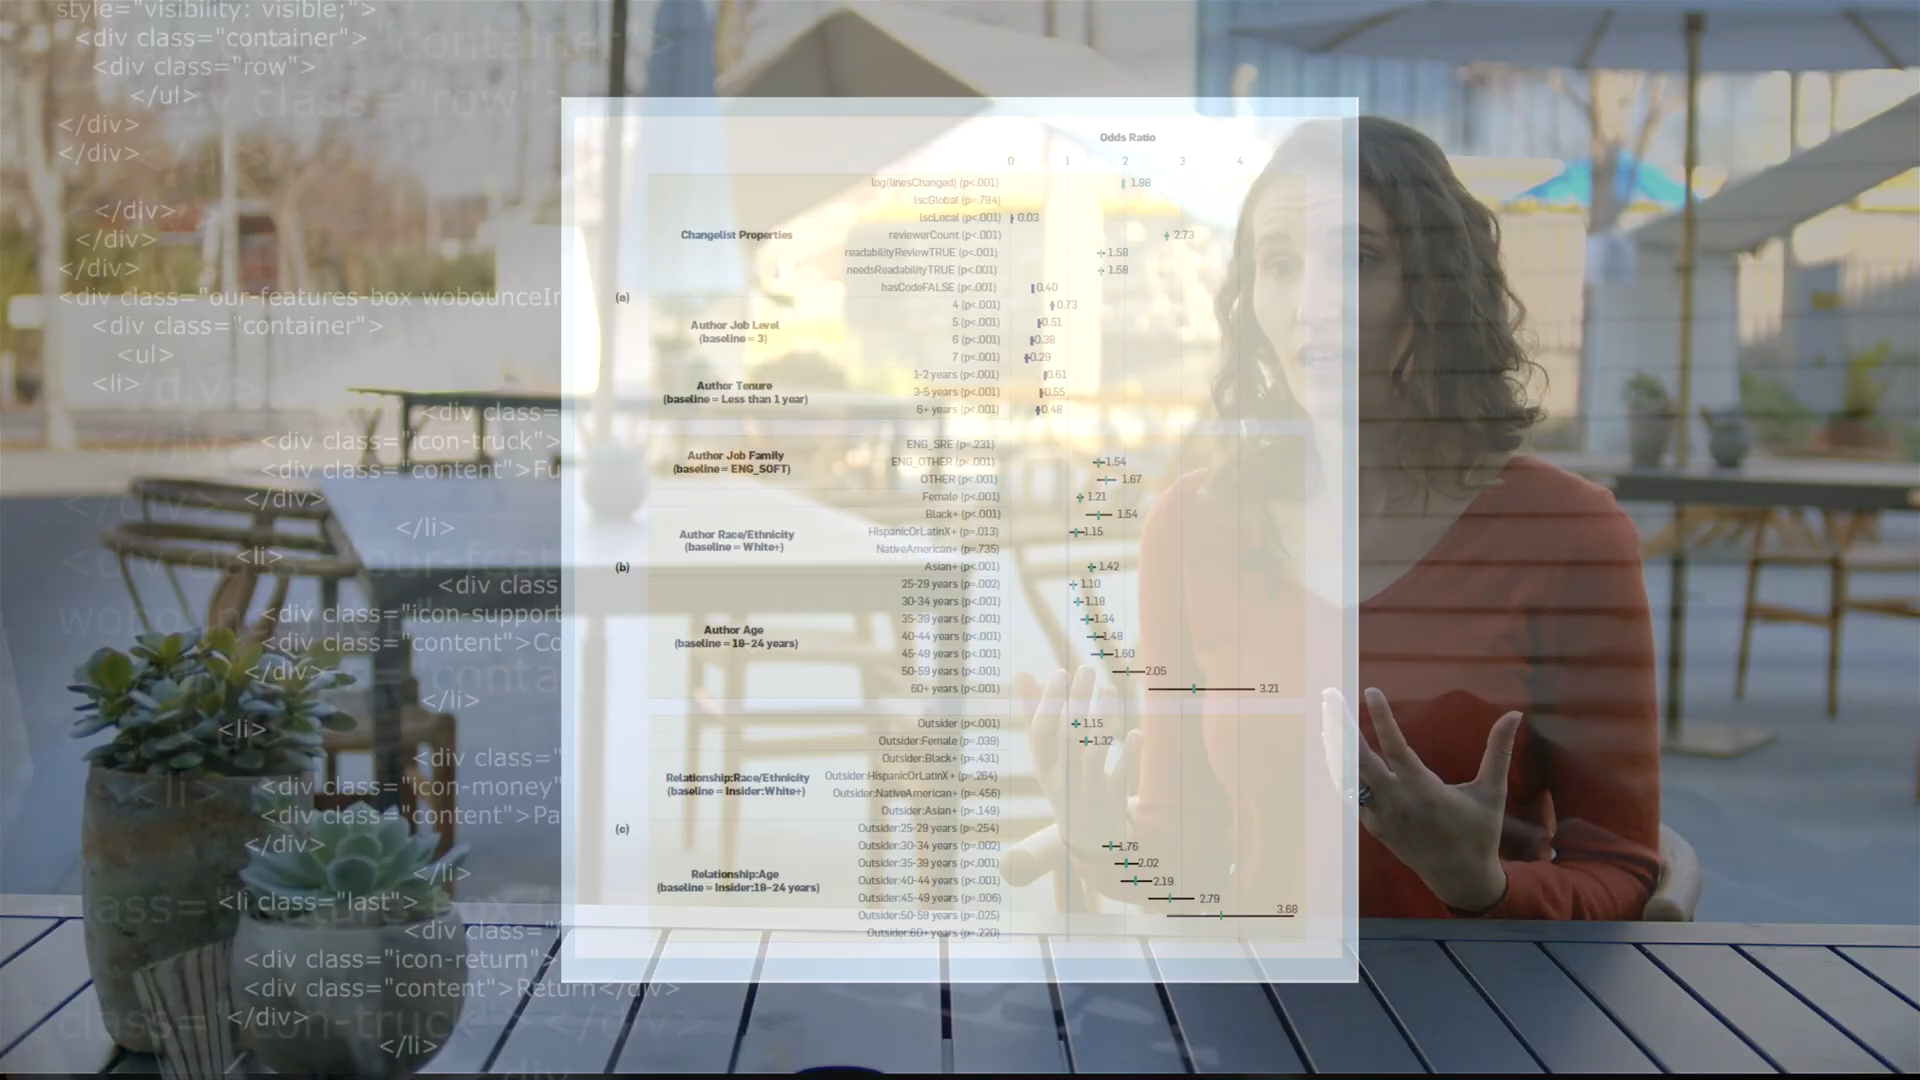 style="visibility: visible;">
<div class="container">
<div class="row">
</ul>
</div>
</div>
</div>
</div>
</div>
<div class="our-features-box wobounceIr
<div class="container">
<ul>
<li>
<div class=
<div class="icon-truck">
<div class="content">Fu
</div>
</li>
<li>
<div class
<div class="icon-support
<div class="content">Co
</div>
</li>
<li>
<div class="
<div class="icon-money"
<div class="content">Pa
</div>
</li>
<li class="last">
<div class="
<div class="icon-return">
<div class="content">Return</div>
</div>
</li>
Odds Ratio
0 1 2 3 4
(a)
Changelist Properties
log(linesChanged) (p<.001) 1.98
lscGlobal (p=.794)
lscLocal (p<.001) 0.03
reviewerCount (p<.001) 2.73
readabilityReviewTRUE (p<.001) 1.58
needsReadabilityTRUE (p<.001) 1.58
hasCodeFALSE (p<.001) 0.40
Author Job Level
(baseline = 3)
4 (p<.001) 0.73
5 (p<.001) 0.51
6 (p<.001) 0.38
7 (p<.001) 0.29
Author Tenure
(baseline = Less than 1 year)
1-2 years (p<.001) 0.61
3-5 years (p<.001) 0.55
6+ years (p<.001) 0.48
(b)
Author Job Family
(baseline = ENG_SOFT)
ENG_SRE (p=.231)
ENG_OTHER (p<.001) 1.54
OTHER (p<.001) 1.67
Female (p<.001) 1.21
Author Race/Ethnicity
(baseline = White+)
Black+ (p<.001) 1.54
HispanicOrLatinX+ (p=.013) 1.15
NativeAmerican+ (p=.735)
Asian+ (p<.001) 1.42
Author Age
(baseline = 18–24 years)
25-29 years (p=.002) 1.10
30-34 years (p<.001) 1.18
35-39 years (p<.001) 1.34
40-44 years (p<.001) 1.48
45-49 years (p<.001) 1.60
50-59 years (p<.001) 2.05
60+ years (p<.001) 3.21
(c)
Outsider (p<.001) 1.15
Outsider:Female (p=.039) 1.32
Relationship:Race/Ethnicity
(baseline = Insider:White+)
Outsider:Black+ (p=.431)
Outsider:HispanicOrLatinX+ (p=.264)
Outsider:NativeAmerican+ (p=.456)
Outsider:Asian+ (p=.149)
Relationship:Age
(baseline = Insider:18–24 years)
Outsider:25-29 years (p=.254)
Outsider:30-34 years (p=.002) 1.76
Outsider:35-39 years (p<.001) 2.02
Outsider:40-44 years (p<.001) 2.19
Outsider:45-49 years (p=.006) 2.79
Outsider:50-59 years (p=.025) 3.68
Outsider:60+ years (p=.220)